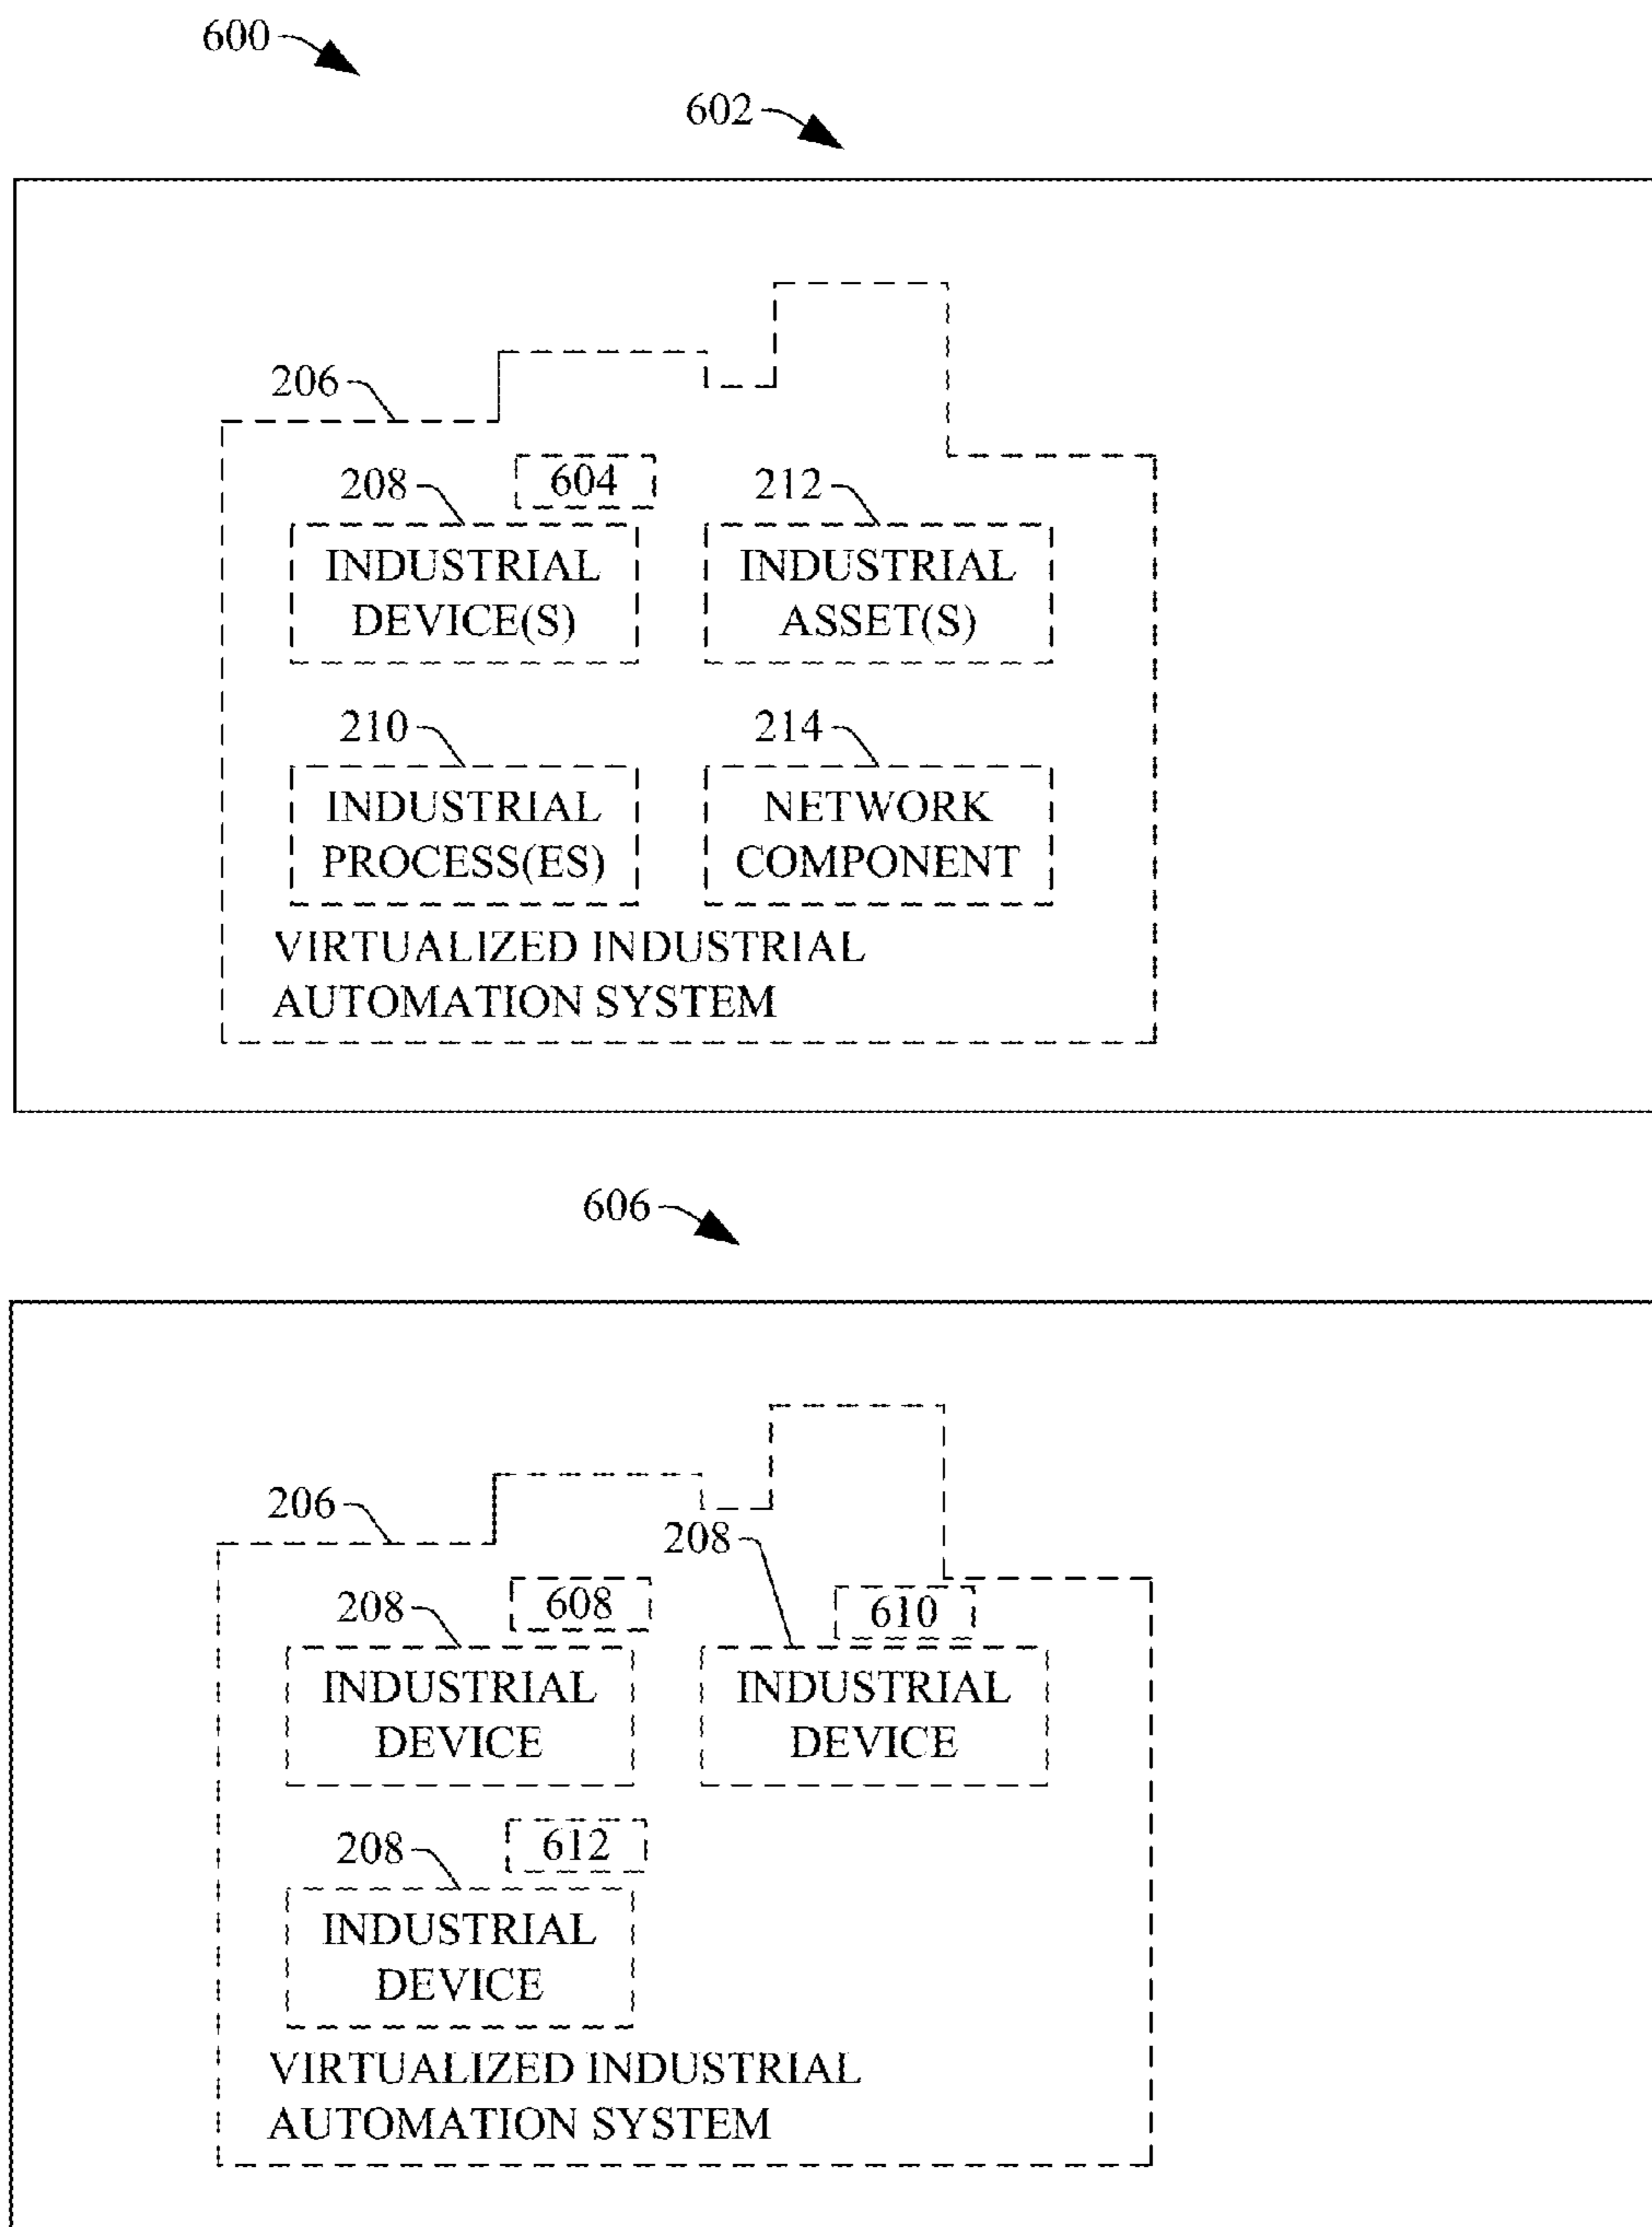 600
602
206
208
604
212
INDUSTRIAL
DEVICE(S)
INDUSTRIAL
ASSET(S)
210
214
INDUSTRIAL
PROCESS(ES)
NETWORK
COMPONENT
VIRTUALIZED INDUSTRIAL
AUTOMATION SYSTEM
606
206
208
208
608
610
INDUSTRIAL
DEVICE
INDUSTRIAL
DEVICE
208
612
INDUSTRIAL
DEVICE
VIRTUALIZED INDUSTRIAL
AUTOMATION SYSTEM